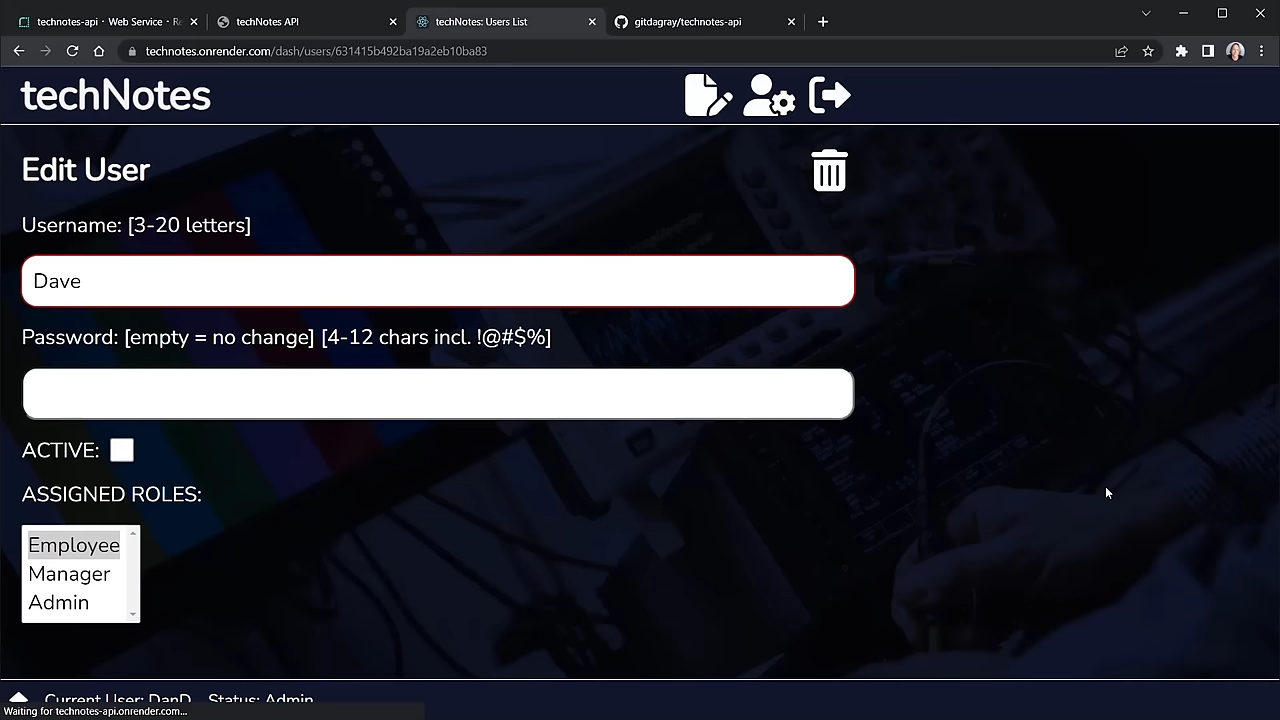 technotes-api · Web Service · Re
techNotes API
techNotes: Users List
gitdagray/technotes-api
technotes.onrender.com/dash/users/631415b492ba19a2eb10ba83
techNotes
Edit User
Username: [3-20 letters]
Dave
Password: [empty = no change] [4-12 chars incl. !@#$%]
ACTIVE:
ASSIGNED ROLES:
Employee
Manager
Admin
Current User: DanD Status: Admin
Waiting for technotes-api.onrender.com...